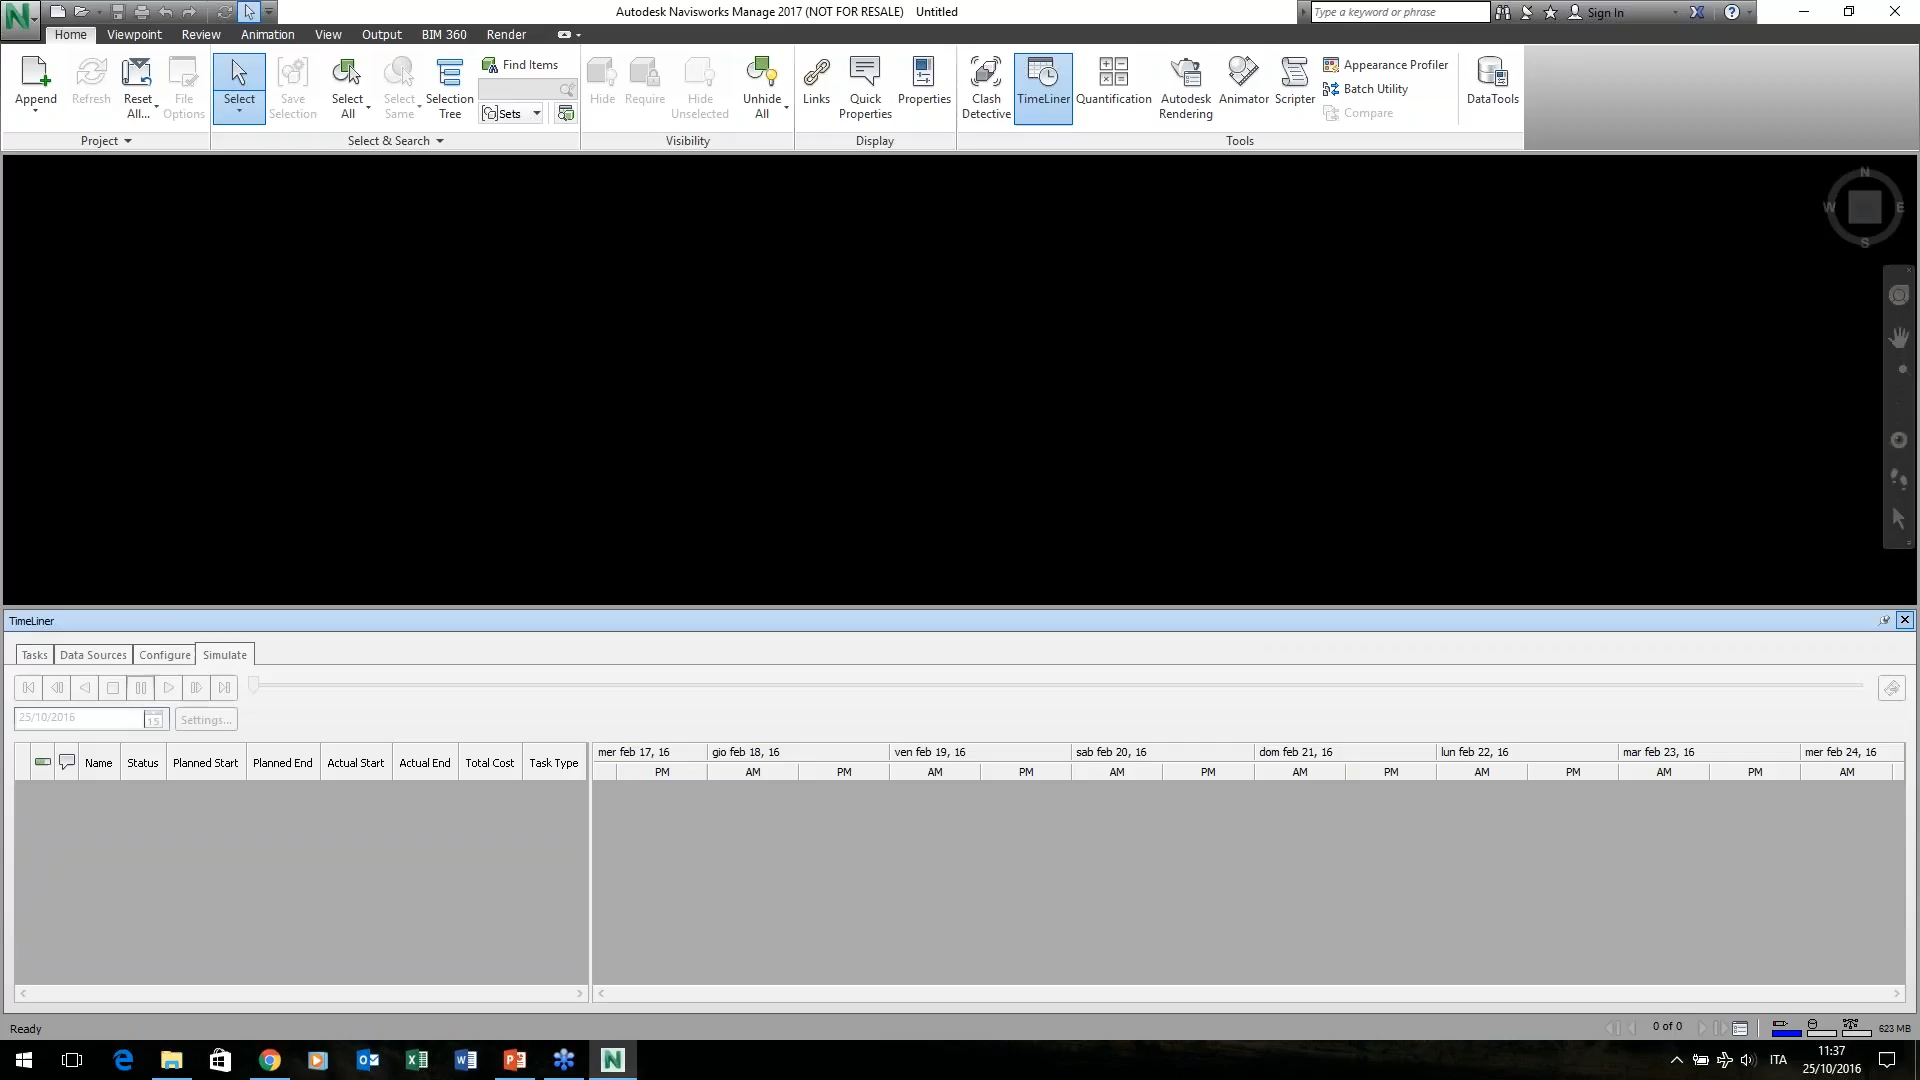 Autodesk Navisworks Manage 2017 (NOT FOR RESALE) Untitled
Type a keyword or phrase
Sign In
Home Viewpoint Review Animation View Output BIM 360 Render
Append
Refresh
Reset All...
File Options
Select
Save Selection
Select All
Select Same
Selection Tree
Find Items
Sets
Hide
Require
Hide Unselected
Unhide All
Links
Quick Properties
Properties
Clash Detective
TimeLiner
Quantification
Autodesk Rendering
Animator
Scripter
Appearance Profiler
Batch Utility
Compare
DataTools
Project
Select & Search
Visibility
Display
Tools
N
W
E
S
TimeLiner
Tasks Data Sources Configure Simulate
25/10/2016
15
Settings...
Name Status Planned Start Planned End Actual Start Actual End Total Cost Task Type
mer feb 17, 16 gio feb 18, 16 ven feb 19, 16 sab feb 20, 16 dom feb 21, 16 lun feb 22, 16 mar feb 23, 16 mer feb 24, 16
PM AM PM AM PM AM PM AM PM AM PM AM PM AM
Ready
0 of 0
623 MB
ITA
11:37
25/10/2016